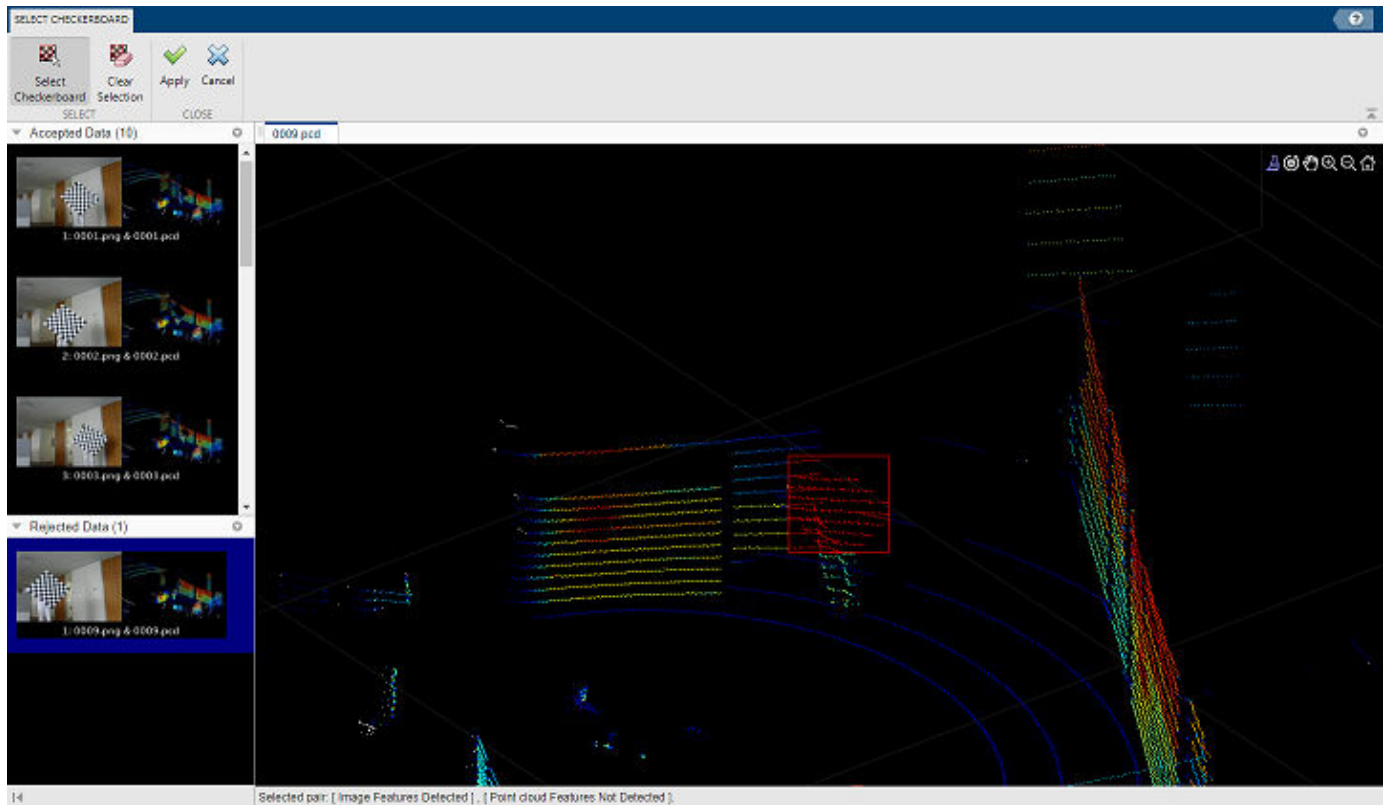 SELECT CHECKERBOARD
Select
Checkerboard
Clear
Selection
Apply
Cancel
SELECT
CLOSE
Accepted Data (10)
0009.pcd
1: 0001.png & 0001.pcd
2: 0002.png & 0002.pcd
3: 0003.png & 0003.pcd
Rejected Data (1)
1: 0009.png & 0009.pcd
Selected pair: [ Image Features Detected ] , [ Point cloud Features Not Detected ].